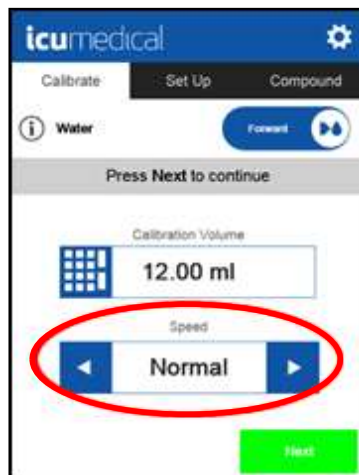 icumedical
Calibrate Set Up Compound
Water Forward
Press Next to continue
Calibration Volume
12.00 ml
Speed
Normal
Next